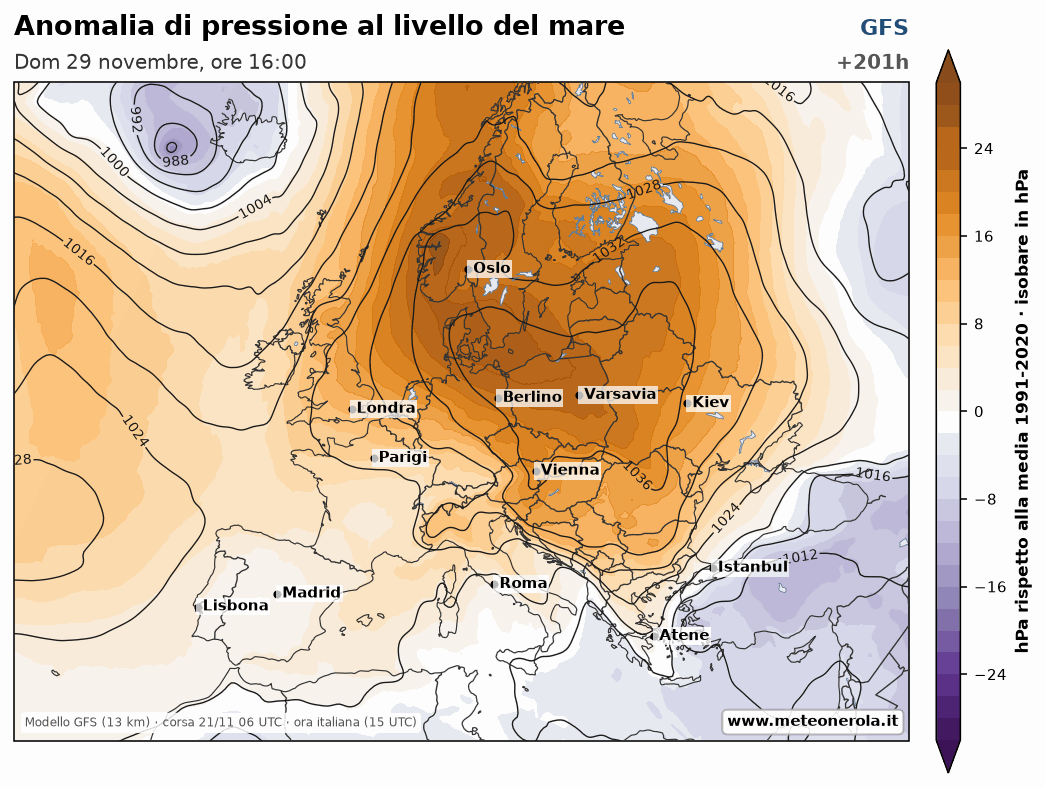 Anomalia di pressione al livello del mare
GFS
Dom 29 novembre, ore 16:00
+201h
992
988
1000
1004
1016
1016
1028
1032
Oslo
24
16
8
0
−8
−16
−24
hPa rispetto alla media 1991-2020 · isobare in hPa
Berlino
Varsavia
Kiev
Londra
1024
28
Parigi
Vienna
1036
1016
1024
1012
Istanbul
Roma
Madrid
Lisbona
Atene
Modello GFS (13 km) · corsa 21/11 06 UTC · ora italiana (15 UTC)
www.meteonerola.it